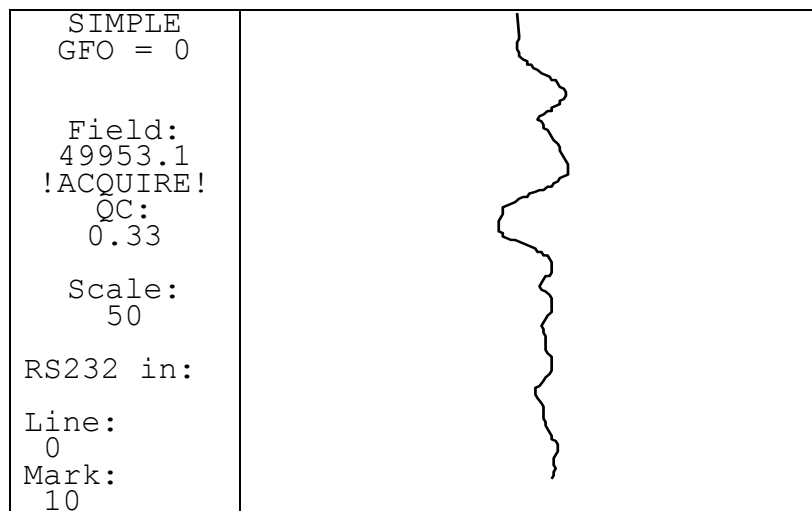 SIMPLE
GFO = 0
Field:
49953.1
!ACQUIRE!
QC:
0.33
Scale:
50
RS232 in:
Line:
0
Mark:
10